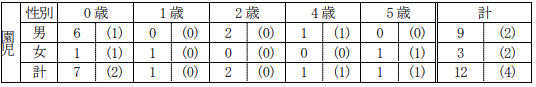 園児 性別 0歳 1歳 2歳 4歳 5歳 計
男 6 (1) 0 (0) 2 (0) 1 (1) 0 (0) 9 (2)
女 1 (1) 1 (0) 0 (0) 0 (0) 1 (1) 3 (2)
計 7 (2) 1 (0) 2 (0) 1 (1) 1 (1) 12 (4)